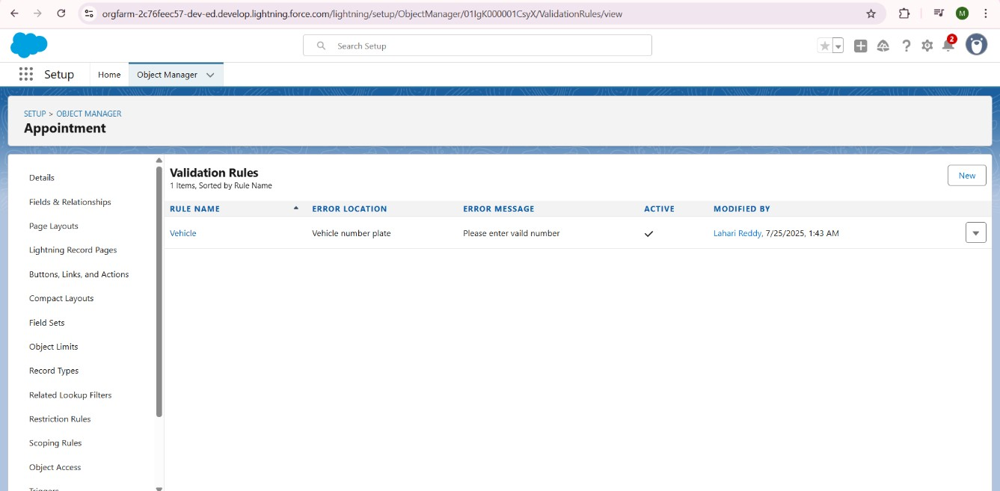 orgfarm-2c76feec57-dev-ed.develop.lightning.force.com/lightning/setup/ObjectManager/01IgK000001CsyX/ValidationRules/view
M
Search Setup
2
Setup
Home
Object Manager
SETUP > OBJECT MANAGER
Appointment
Details
Fields & Relationships
Page Layouts
Lightning Record Pages
Buttons, Links, and Actions
Compact Layouts
Field Sets
Object Limits
Record Types
Related Lookup Filters
Restriction Rules
Scoping Rules
Object Access
Triggers
Validation Rules
1 Items, Sorted by Rule Name
New
RULE NAME ERROR LOCATION ERROR MESSAGE ACTIVE MODIFIED BY
Vehicle Vehicle number plate Please enter vaild number Lahari Reddy, 7/25/2025, 1:43 AM